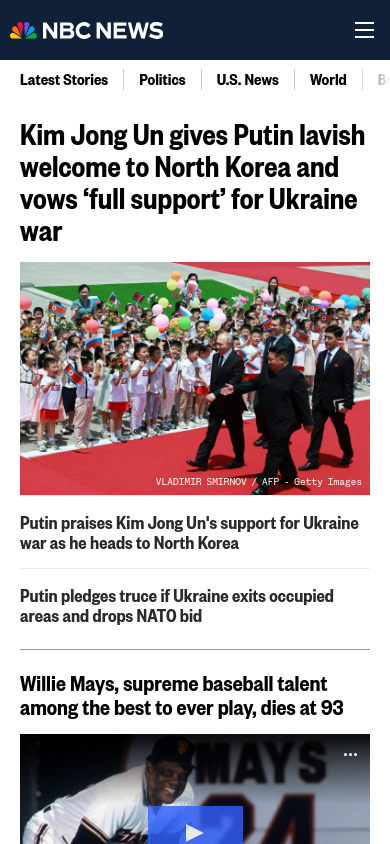 NBC NEWS
Latest Stories Politics U.S. News World
Kim Jong Un gives Putin lavish
welcome to North Korea and
vows ‘full support’ for Ukraine
war
VLADIMIR SMIRNOV / AFP - Getty Images
Putin praises Kim Jong Un's support for Ukraine
war as he heads to North Korea
Putin pledges truce if Ukraine exits occupied
areas and drops NATO bid
Willie Mays, supreme baseball talent
among the best to ever play, dies at 93
MAYS
24